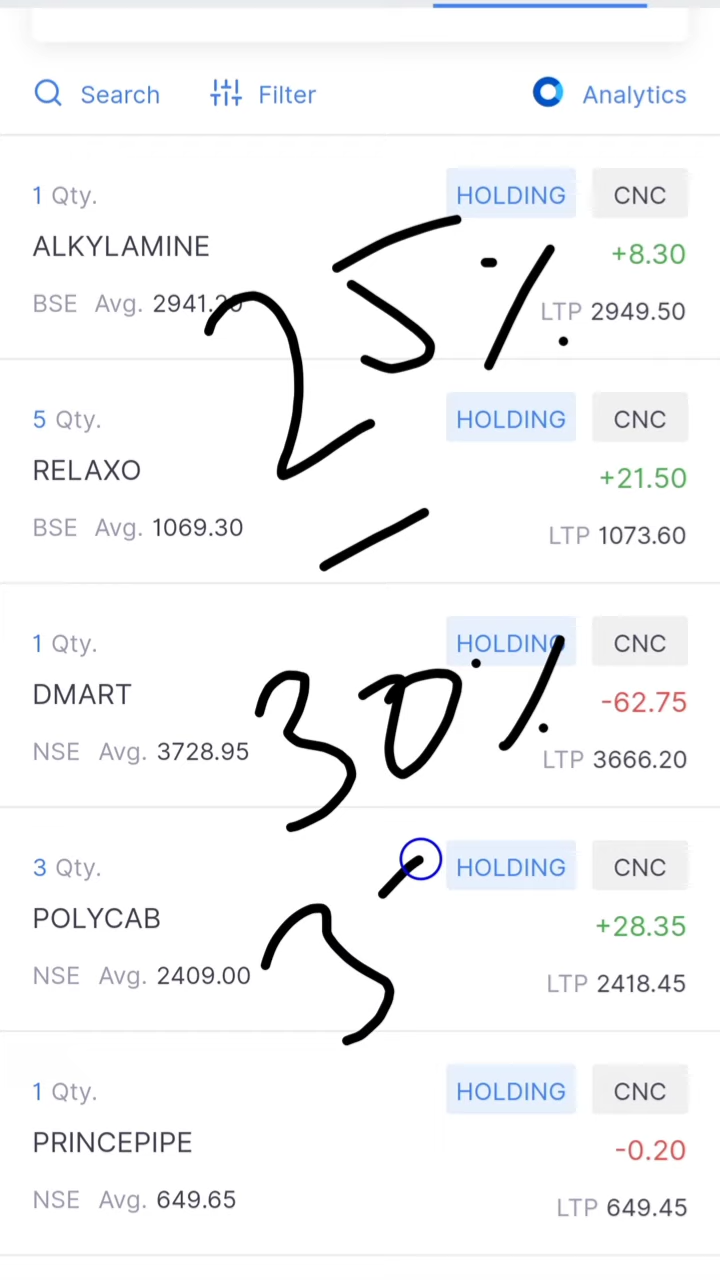 Search Filter Analytics
1 Qty. HOLDING CNC
ALKYLAMINE +8.30
BSE Avg. 2941.20 LTP 2949.50
25%
5 Qty. HOLDING CNC
RELAXO +21.50
BSE Avg. 1069.30 LTP 1073.60
1 Qty. HOLDING CNC
DMART -62.75
NSE Avg. 3728.95 LTP 3666.20
30%
3 Qty. HOLDING CNC
POLYCAB +28.35
NSE Avg. 2409.00 LTP 2418.45
3
1 Qty. HOLDING CNC
PRINCEPIPE -0.20
NSE Avg. 649.65 LTP 649.45